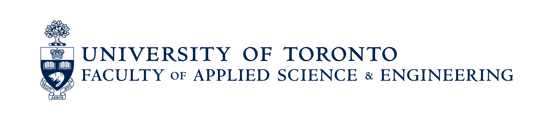 UNIVERSITY OF TORONTO
FACULTY OF APPLIED SCIENCE & ENGINEERING